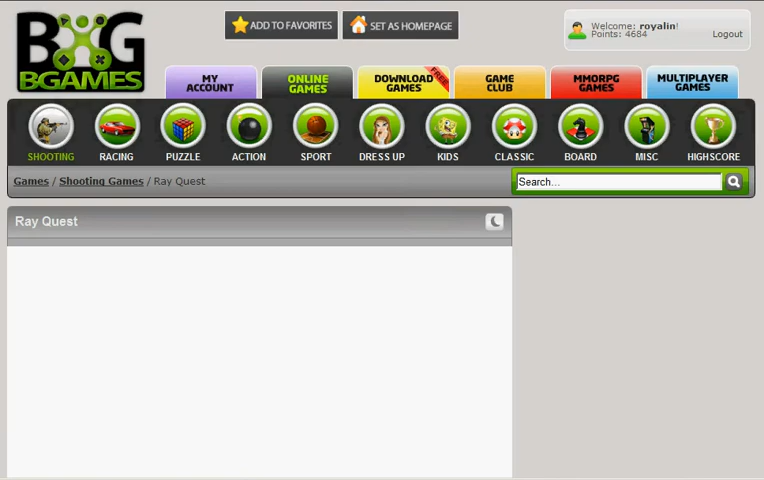 BGAMES
ADD TO FAVORITES
SET AS HOMEPAGE
Welcome: royalin!
Points: 4684
Logout
MY ACCOUNT
ONLINE GAMES
DOWNLOAD GAMES
FREE
GAME CLUB
MMORPG GAMES
MULTIPLAYER GAMES
SHOOTING
RACING
PUZZLE
ACTION
SPORT
DRESS UP
KIDS
CLASSIC
BOARD
MISC
HIGHSCORE
Games / Shooting Games / Ray Quest
Search...
Ray Quest